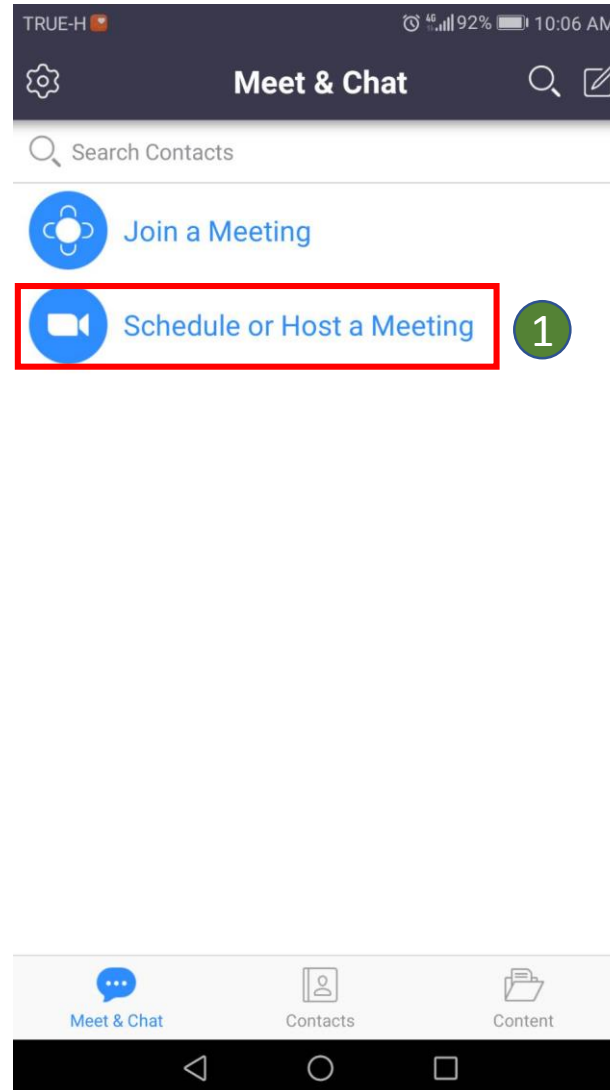 TRUE-H 46 92% 10:06 AM
Meet & Chat
Search Contacts
Join a Meeting
Schedule or Host a Meeting 1
Meet & Chat Contacts Content